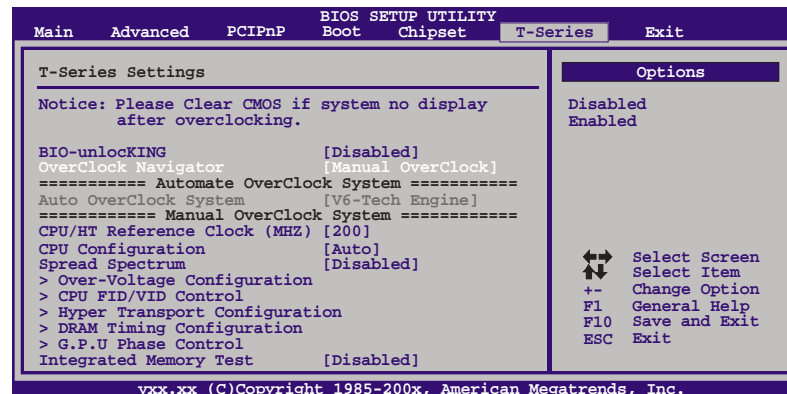 BIOS SETUP UTILITY
Main Advanced PCIPnP Boot Chipset T-Series Exit
T-Series Settings
Notice: Please Clear CMOS if system no display
after overclocking.
BIO-unlocKING [Disabled]
OverClock Navigator [Manual OverClock]
=========== Automate OverClock System ===========
Auto OverClock System [V6-Tech Engine]
============ Manual OverClock System ============
CPU/HT Reference Clock (MHZ) [200]
CPU Configuration [Auto]
Spread Spectrum [Disabled]
> Over-Voltage Configuration
> CPU FID/VID Control
> Hyper Transport Configuration
> DRAM Timing Configuration
> G.P.U Phase Control
Integrated Memory Test [Disabled]
Options
Disabled
Enabled
Select Screen
Select Item
+- Change Option
F1 General Help
F10 Save and Exit
ESC Exit
vxx.xx (C)Copyright 1985-200x, American Megatrends, Inc.